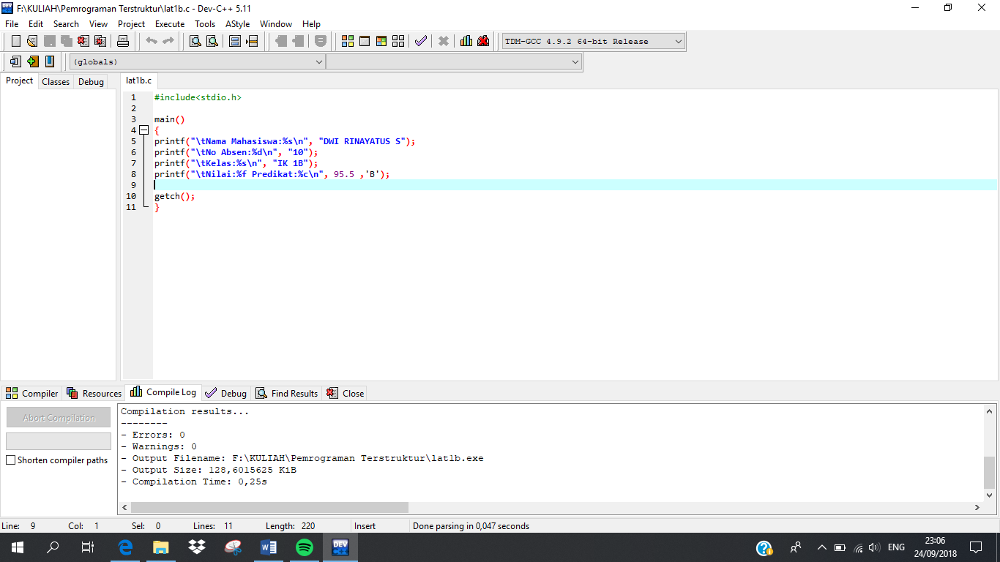 F:\KULIAH\Pemrograman Terstruktur\lat1b.c - Dev-C++ 5.11
File Edit Search View Project Execute Tools AStyle Window Help
TDM-GCC 4.9.2 64-bit Release
(globals)
Project Classes Debug lat1b.c
1 #include<stdio.h>
2
3 main()
4 {
5 printf("\tNama Mahasiswa:%s\n", "DWI RINAYATUS S");
6 printf("\tNo Absen:%d\n", "10");
7 printf("\tKelas:%s\n", "IK 1B");
8 printf("\tNilai:%f Predikat:%c\n", 95.5 ,'B');
9
10 getch();
11 }
Compiler Resources Compile Log Debug Find Results Close
Abort Compilation
Shorten compiler paths
Compilation results...
--------
- Errors: 0
- Warnings: 0
- Output Filename: F:\KULIAH\Pemrograman Terstruktur\lat1b.exe
- Output Size: 128,6015625 KiB
- Compilation Time: 0,25s
Line: 9 Col: 1 Sel: 0 Lines: 11 Length: 220 Insert Done parsing in 0,047 seconds
DEV
ENG
23:06
24/09/2018